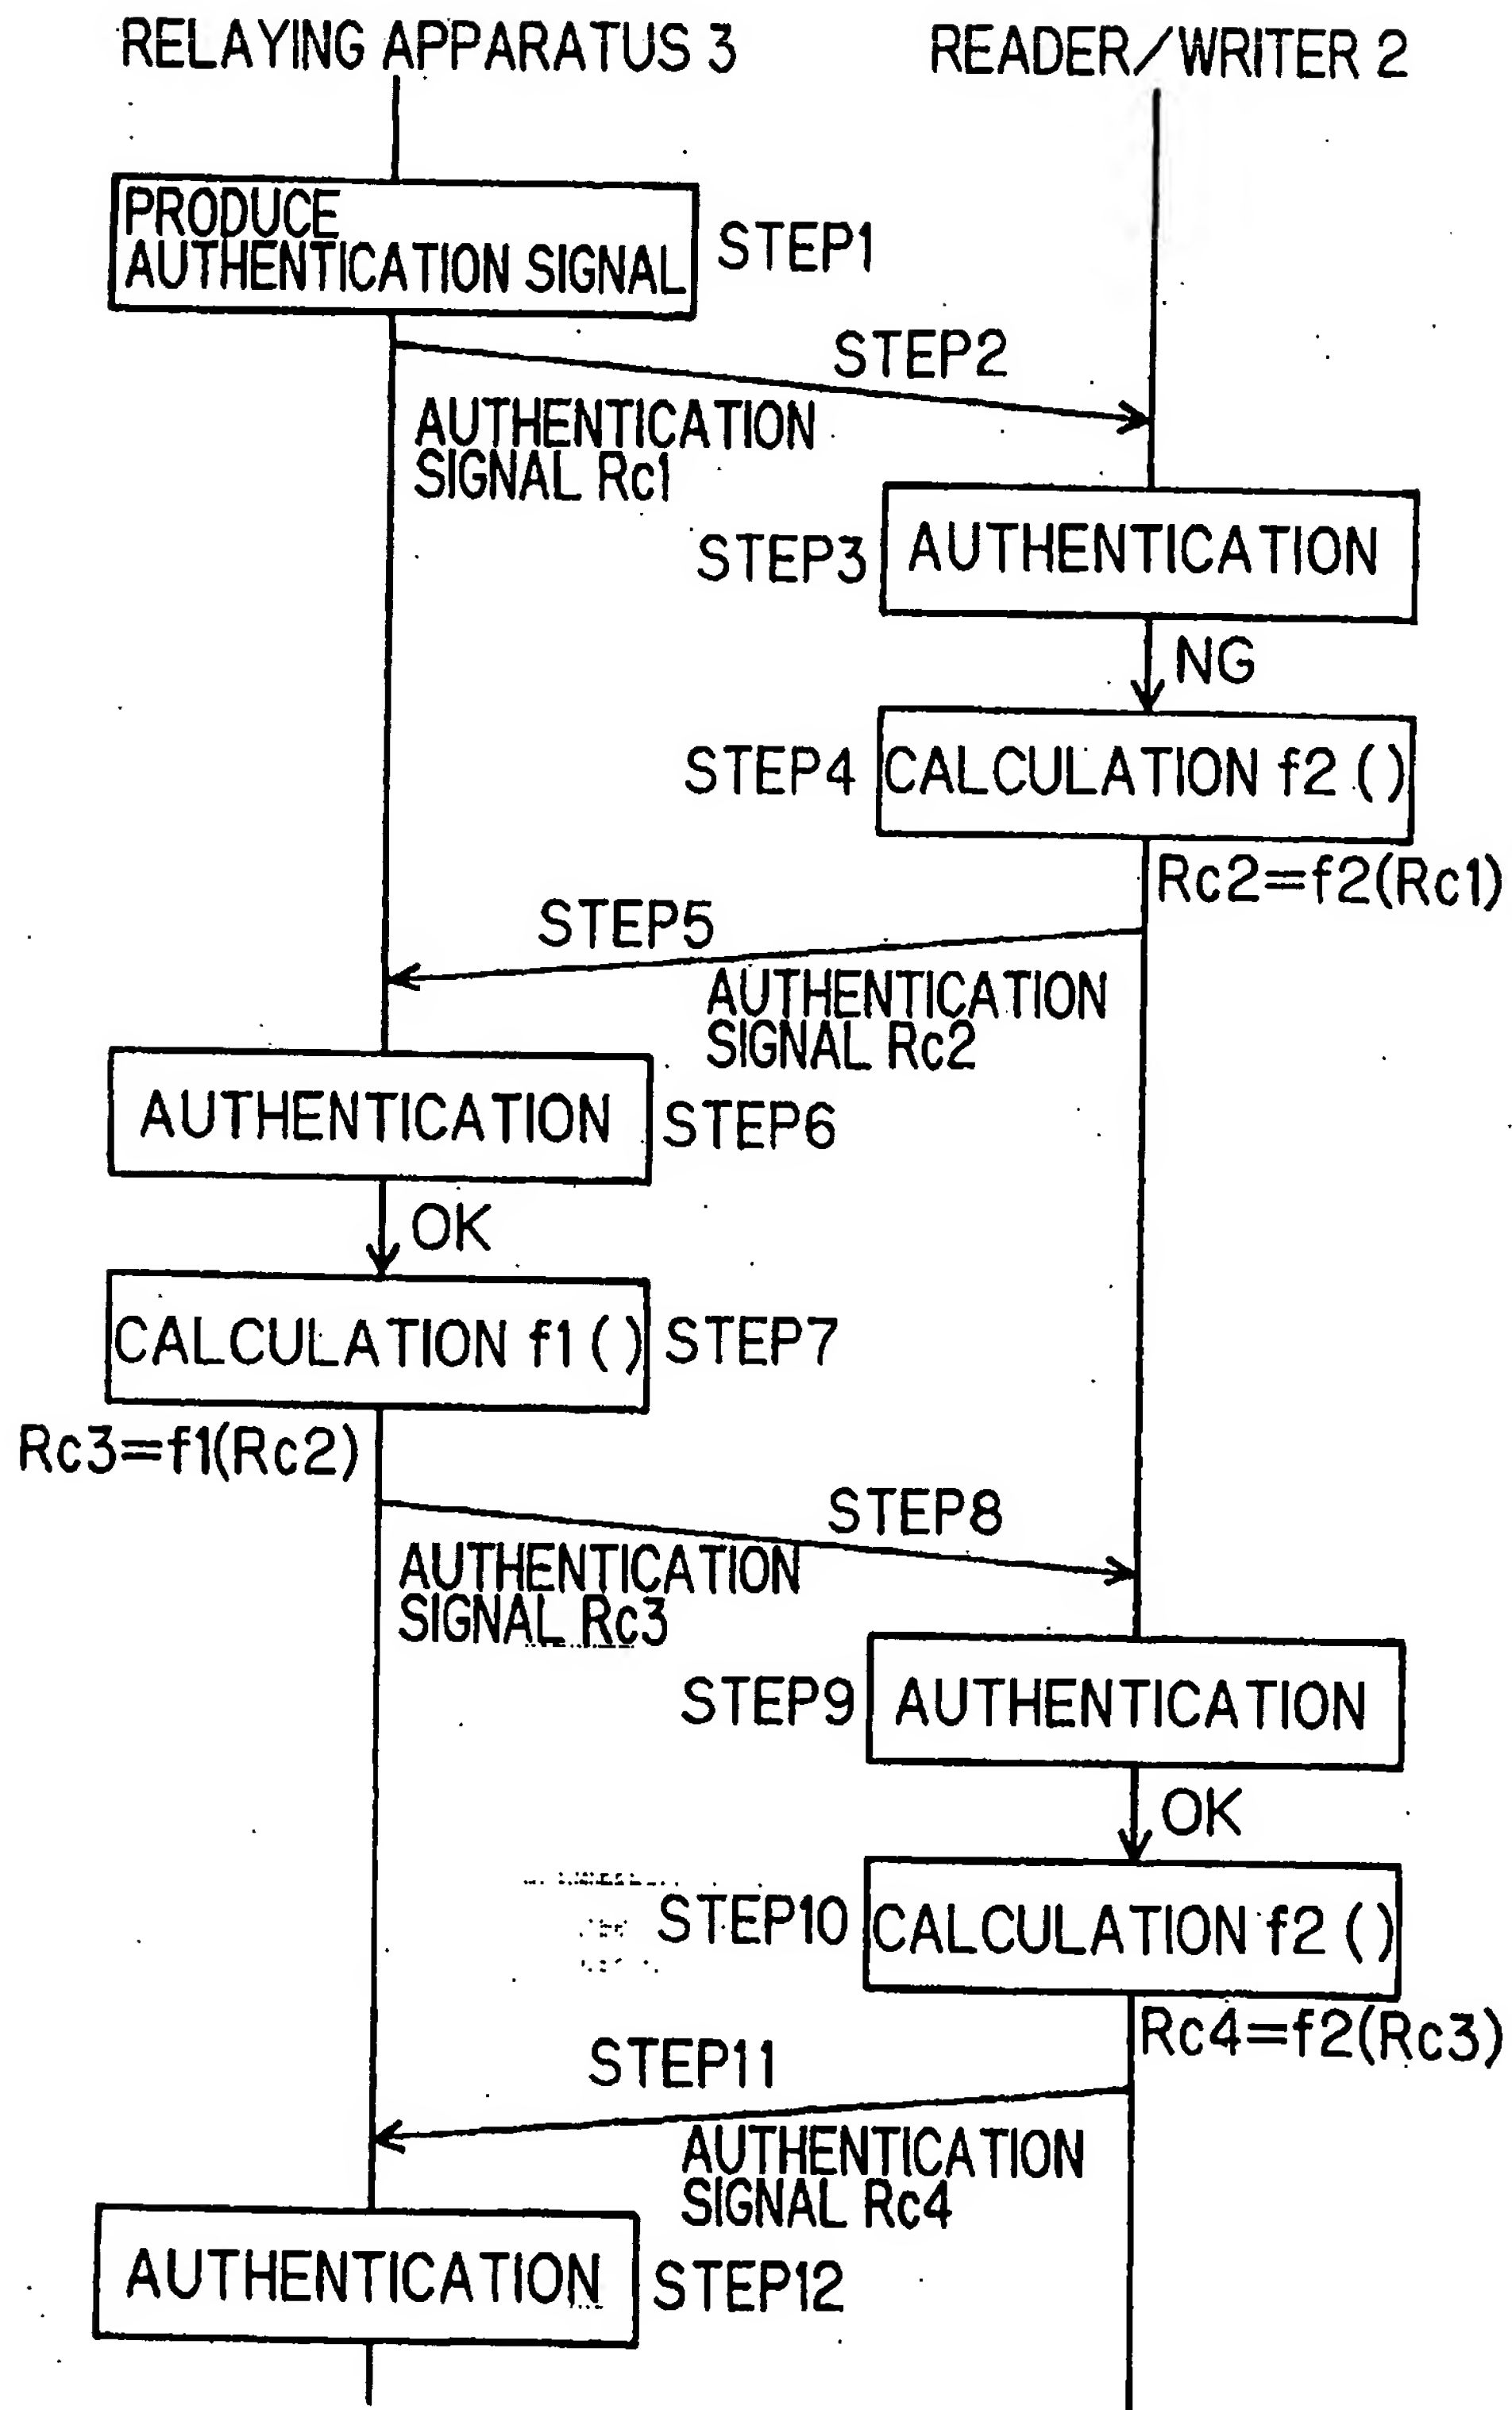 RELAYING APPARATUS 3
READER/WRITER 2
PRODUCE
AUTHENTICATION SIGNAL
STEP1
STEP2
AUTHENTICATION
SIGNAL Rc1
STEP3
AUTHENTICATION
NG
STEP4
CALCULATION f2 ()
Rc2=f2(Rc1)
STEP5
AUTHENTICATION
SIGNAL Rc2
AUTHENTICATION
STEP6
OK
CALCULATION f1 ()
STEP7
Rc3=f1(Rc2)
STEP8
AUTHENTICATION
SIGNAL Rc3
STEP9
AUTHENTICATION
OK
STEP10
CALCULATION f2 ()
Rc4=f2(Rc3)
STEP11
AUTHENTICATION
SIGNAL Rc4
AUTHENTICATION
STEP12